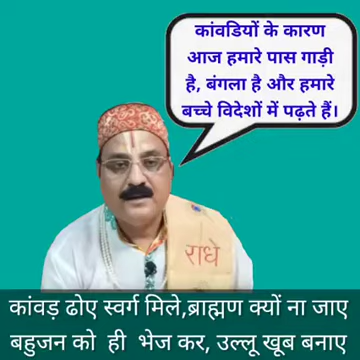 कांवडियों के कारण
आज हमारे पास गाड़ी
है, बंगला है और हमारे
बच्चे विदेशों में पढ़ते हैं।
राधे
कांवड़ ढोए स्वर्ग मिले,ब्राह्मण क्यों ना जाए
बहुजन को ही भेज कर, उल्लू खूब बनाए